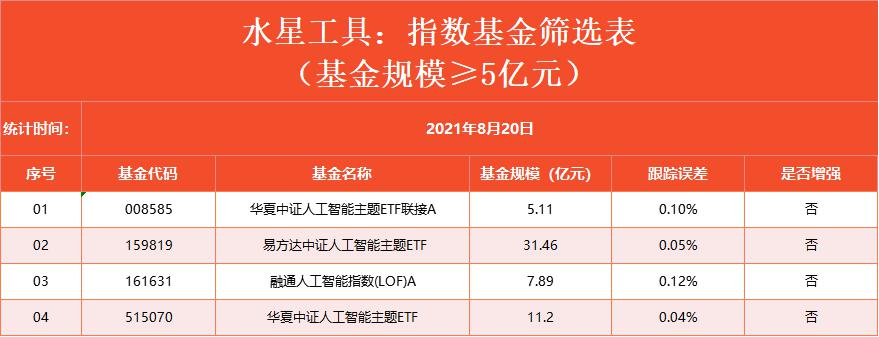 水星工具：指数基金筛选表
（基金规模≥5亿元）
统计时间： 2021年8月20日
序号 基金代码 基金名称 基金规模（亿元） 跟踪误差 是否增强
01 008585 华夏中证人工智能主题ETF联接A 5.11 0.10% 否
02 159819 易方达中证人工智能主题ETF 31.46 0.05% 否
03 161631 融通人工智能指数(LOF)A 7.89 0.12% 否
04 515070 华夏中证人工智能主题ETF 11.2 0.04% 否